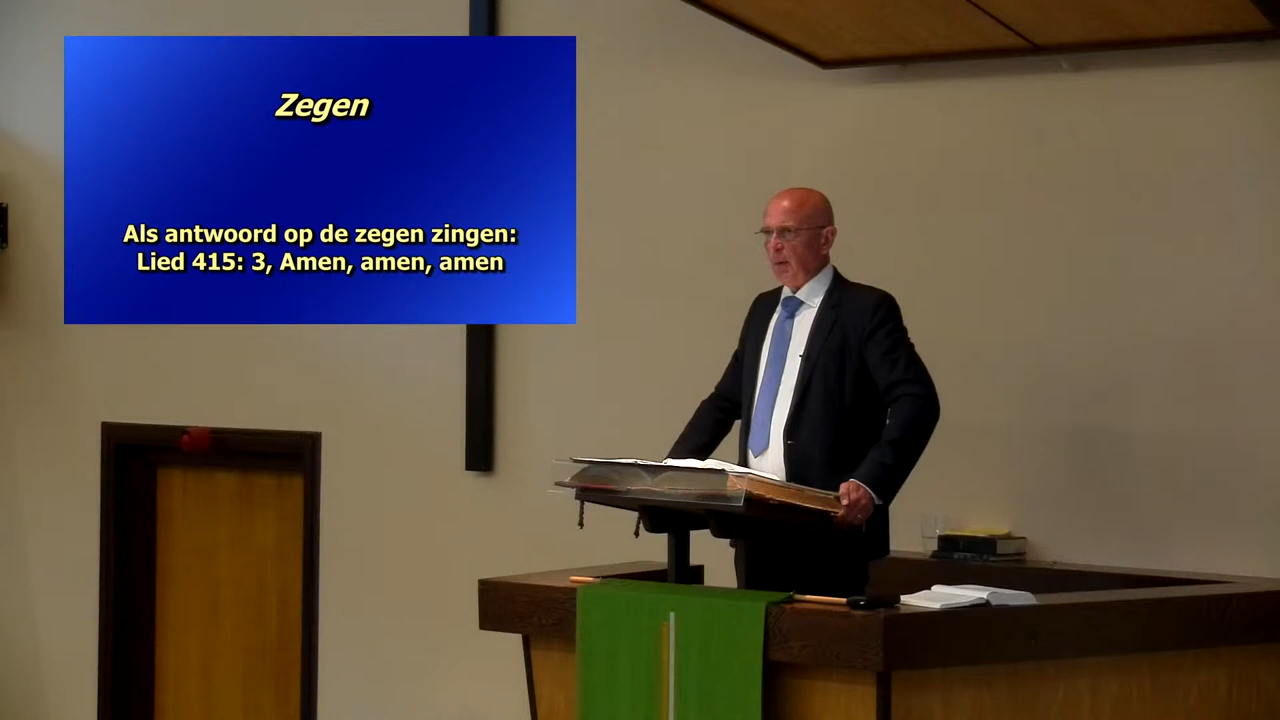 Zegen
Als antwoord op de zegen zingen:
Lied 415: 3, Amen, amen, amen